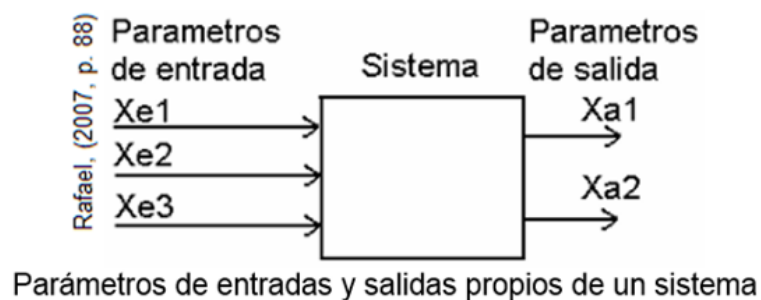 Rafael, (2007, p. 88)
Parametros
de entrada
Sistema
Parametros
de salida
Xe1
Xe2
Xe3
Xa1
Xa2
Parámetros de entradas y salidas propios de un sistema